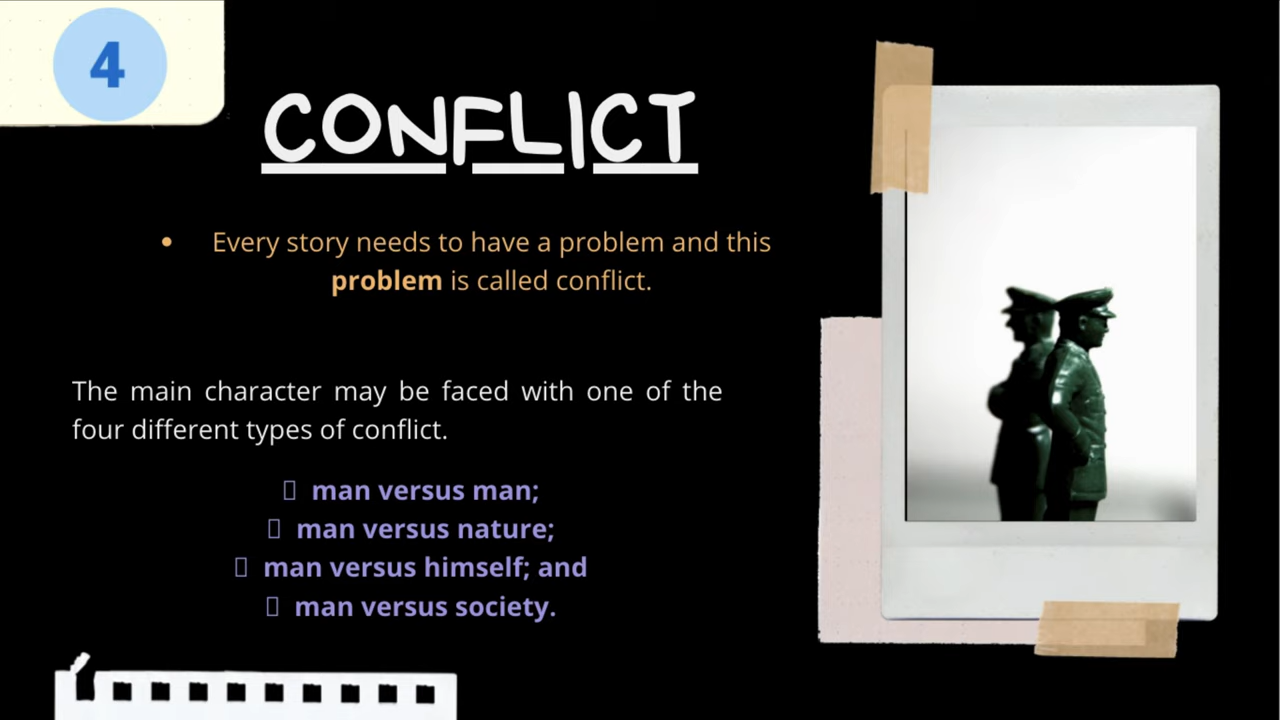 4
CONFLICT
• Every story needs to have a problem and this
problem is called conflict.
The main character may be faced with one of the
four different types of conflict.
▯ man versus man;
▯ man versus nature;
▯ man versus himself; and
▯ man versus society.